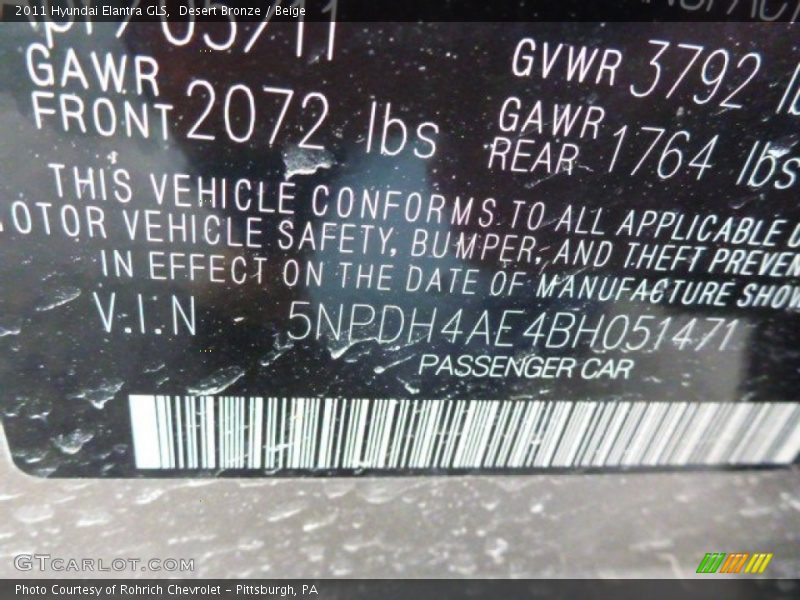 2011 Hyundai Elantra GLS, Desert Bronze / Beige
GAWR FRONT 2072 lbs
GVWR 3792
GAWR REAR 1764 lbs
THIS VEHICLE CONFORMS TO ALL APPLICABLE
OTOR VEHICLE SAFETY, BUMPER, AND THEFT PREVEN
IN EFFECT ON THE DATE OF MANUFACTURE SHOW
V.I.N 5NPDH4AE4BH051471
PASSENGER CAR
GTCARLOT.COM
Photo Courtesy of Rohrich Chevrolet - Pittsburgh, PA